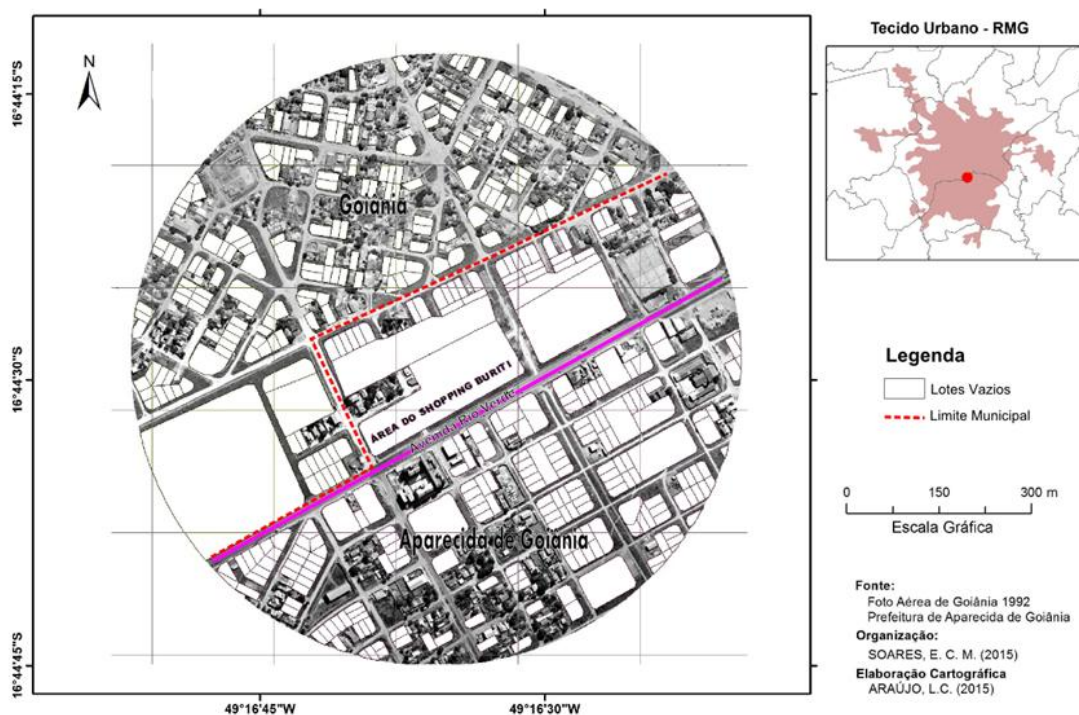 N
16°44'15"S
16°44'30"S
16°44'45"S
49°16'45"W
49°16'30"W
Goiânia
ÁREA DO SHOPPING BURITI
Avenida Rio Verde
Aparecida de Goiânia
Tecido Urbano - RMG
Legenda
Lotes Vazios
Limite Municipal
0 150 300 m
Escala Gráfica
Fonte:
Foto Aérea de Goiânia 1992
Prefeitura de Aparecida de Goiânia
Organização:
SOARES, E. C. M. (2015)
Elaboração Cartográfica
ARAÚJO, L.C. (2015)